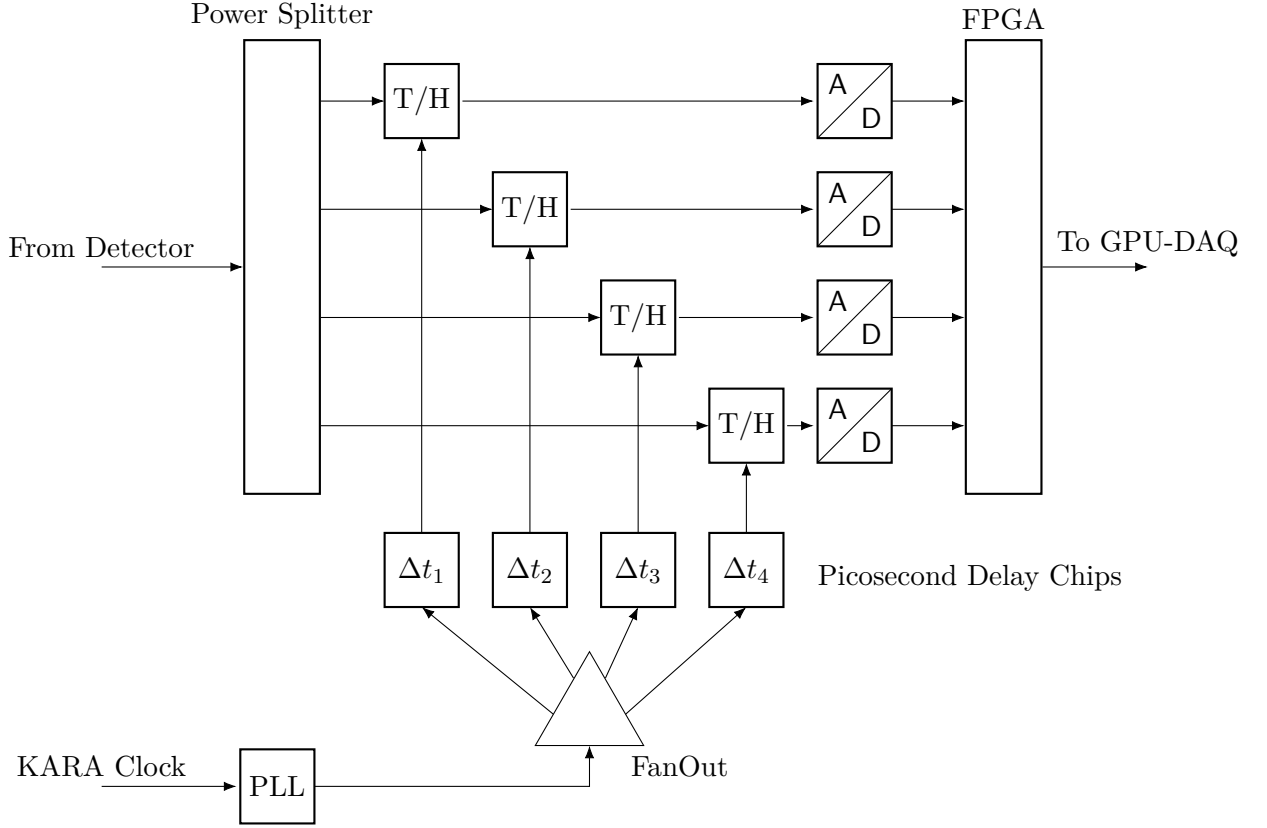 Power Splitter
FPGA
T/H
A
D
T/H
A
D
From Detector
To GPU-DAQ
T/H
A
D
T/H
A
D
Δt₁
Δt₂
Δt₃
Δt₄
Picosecond Delay Chips
KARA Clock
PLL
FanOut